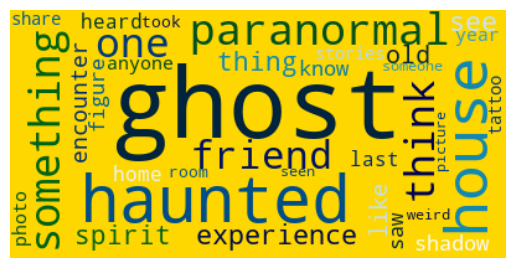 share
heard
took
paranormal
see
one
year
something
figure
encounter
anyone
thing
stories
know
old
someone
ghost
think
house
tattoo
picture
friend
last
home
room
seen
haunted
like
saw
weird
photo
spirit
experience
shadow